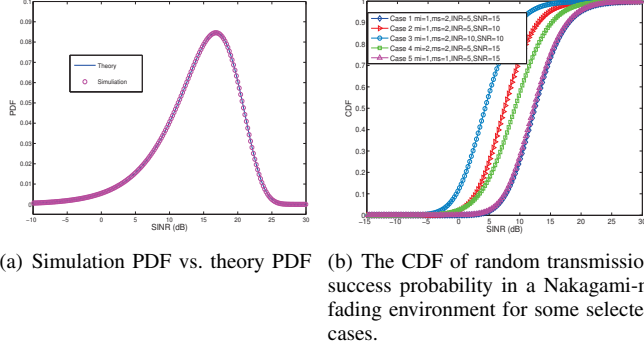 0.1
0.09
0.08
0.07
0.06
0.05
0.04
0.03
0.02
0.01
0
PDF
Theory
Simuliation
−10 −5 0 5 10 15 20 25 30
SINR (dB)
1
0.9
0.8
0.7
0.6
0.5
0.4
0.3
0.2
0.1
0
CDF
Case 1 mi=1,ms=2,INR=5,SNR=15
Case 2 mi=1,ms=2,INR=5,SNR=10
Case 3 mi=1,ms=2,INR=10,SNR=10
Case 4 mi=2,ms=2,INR=5,SNR=15
Case 5 mi=1,ms=1,INR=5,SNR=15
−15 −10 −5 0 5 10 15 20 25 30
SINR (dB)
(a) Simulation PDF vs. theory PDF
(b) The CDF of random transmissio
success probability in a Nakagami-m
fading environment for some selecte
cases.